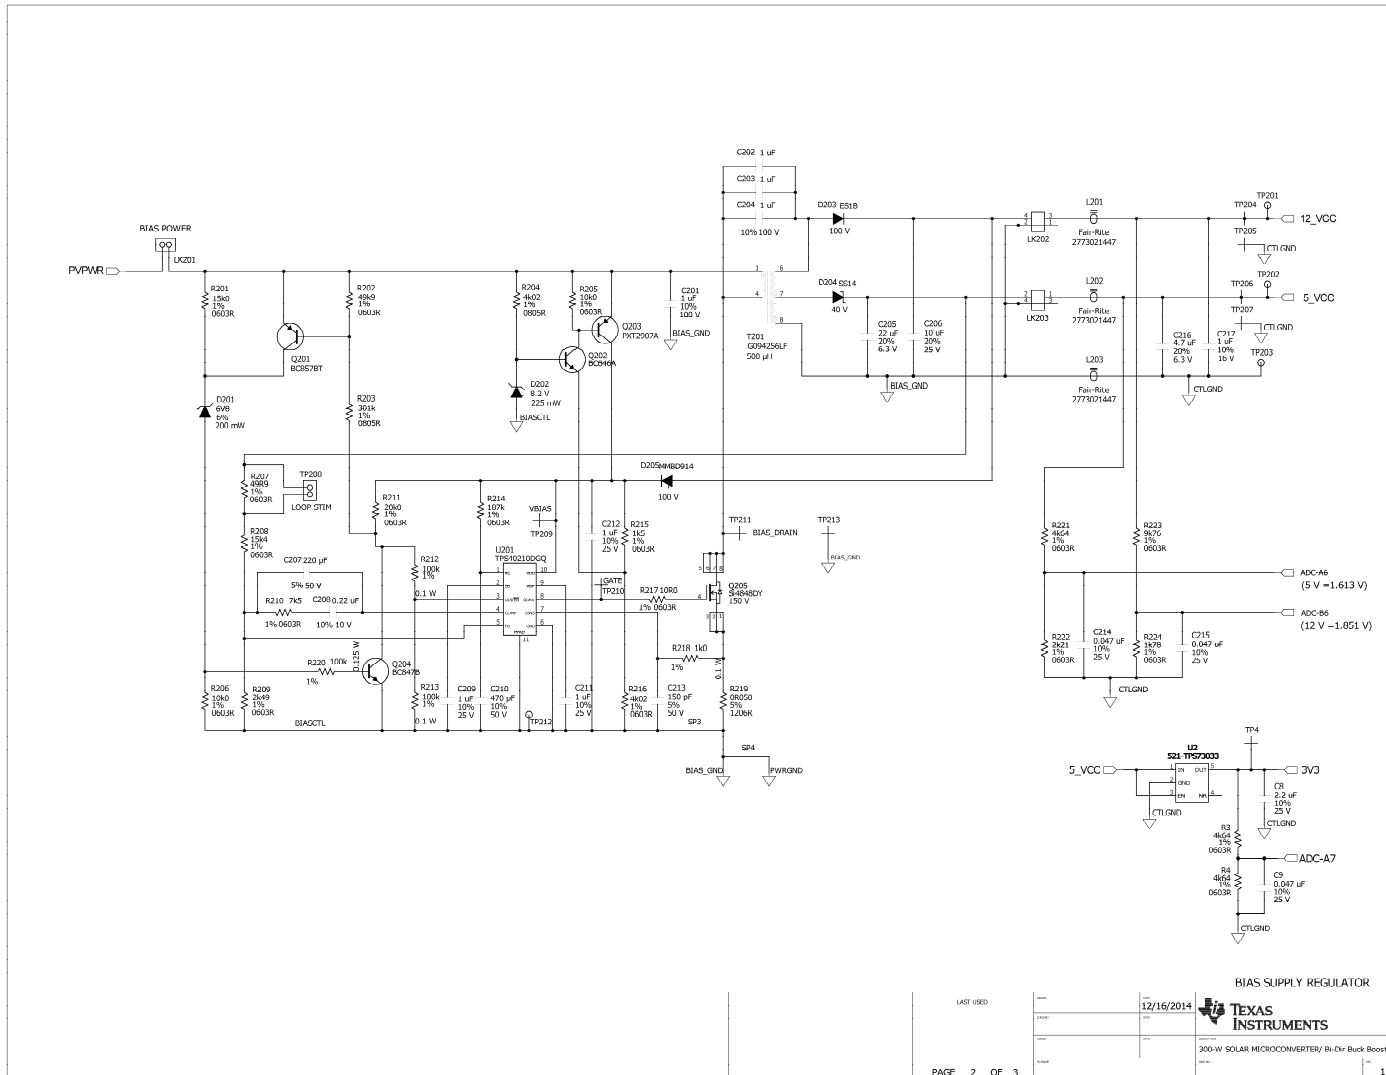 C202 1 uF
C203 1 uF
C204 1 uF
10% 100 V
D203 ES1B
100 V
L201
Fair-Rite
2773021447
LK202
TP204
TP201
12_VCC
TP205
CTLGND
BIAS POWER
LK201
PVPWR
R201
15k0
1%
0603R
R202
49k9
1%
0603R
R204
4k02
1%
0805R
R205
10k0
1%
0603R
C201
1 uF
10%
100 V
BIAS_GND
1
4
6
7
8
T201
G094256LF
D204 SS14
40 V
L202
Fair-Rite
2773021447
LK203
TP206
TP202
5_VCC
TP207
CTLGND
TP203
Q203
PXT2907A
Q201
BC857BT
Q202
BC846A
C205
22 uF
20%
6.3 V
C206
10 uF
20%
25 V
C216
4.7 uF
20%
6.3 V
C217
1 uF
10%
16 V
L203
Fair-Rite
2773021447
BIAS_GND
CTLGND
D201
6V8
6%
200 mW
R203
301k
1%
0805R
D202
8.2 V
225 mW
BIASCTL
D205 MMBD914
100 V
R207
49R9
1%
0603R
TP208
LOOP STIM
R208
15k4
1%
0603R
R211
20k0
1%
0603R
R214
187k
1%
0603R
VBIAS
TP209
C212
1 uF
10%
25 V
R215
1k5
1%
0603R
TP211
BIAS_DRAIN
TP213
BIAS_GND
R221
4k64
1%
0603R
R223
9k76
1%
0603R
C207 220 pF
5% 50 V
R212
100k
1%
0.1 W
U201
TPS40210DGQ
GATE
TP210
R217 10R0
1% 0603R
Q205
Si4848DY
150 V
ADC-A6
(5 V =1.613 V)
R210 7k5
1% 0603R
C208 0.22 uF
10% 10 V
ADC-B6
(12 V =1.851 V)
R218 1k0
1%
0.1 W
R222
2k21
1%
0603R
C214
0.047 uF
10%
25 V
R224
1k78
1%
0603R
C215
0.047 uF
10%
25 V
CTLGND
R220 100k
1%
0.125 W
Q204
BC847B
R206
10k0
1%
0603R
R209
2k49
1%
0603R
BIASCTL
R213
100k
1%
0.1 W
C209
1 uF
10%
25 V
C210
470 pF
10%
50 V
TP212
C211
1 uF
10%
25 V
R216
4k02
1%
0603R
C213
150 pF
5%
50 V
R219
0R050
5%
1206R
SP3
SP4
BIAS_GND
PWRGND
TP4
U2
521-TPS73033
5_VCC
1 IN OUT 5
2 GND
3 EN NR 4
3V3
CTLGND
C8
2.2 uF
10%
25 V
CTLGND
R3
4k64
1%
0603R
ADC-A7
R4
4k64
1%
0603R
C9
0.047 uF
10%
25 V
CTLGND
BIAS SUPPLY REGULATOR
LAST USED
12/16/2014
TEXAS
INSTRUMENTS
300-W SOLAR MICROCONVERTER/ Bi-Dir Buck Boost
PAGE 2 OF 3
1